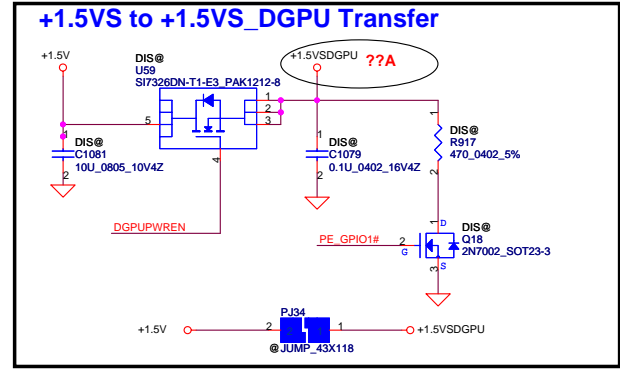 +1.5VS to +1.5VS_DGPU Transfer
+1.5V
DIS@
U59
SI7326DN-T1-E3_PAK1212-8
+1.5VSDGPU
??A
5
1
2
3
4
1
2
DIS@
C1081
10U_0805_10V4Z
1
2
DIS@
C1079
0.1U_0402_16V4Z
1
2
DIS@
R917
470_0402_5%
DGPUPWREN
PE_GPIO1#
2
G
1
D
3
S
DIS@
Q18
2N7002_SOT23-3
PJ34
+1.5V
2
2
1
1
+1.5VSDGPU
@JUMP_43X118